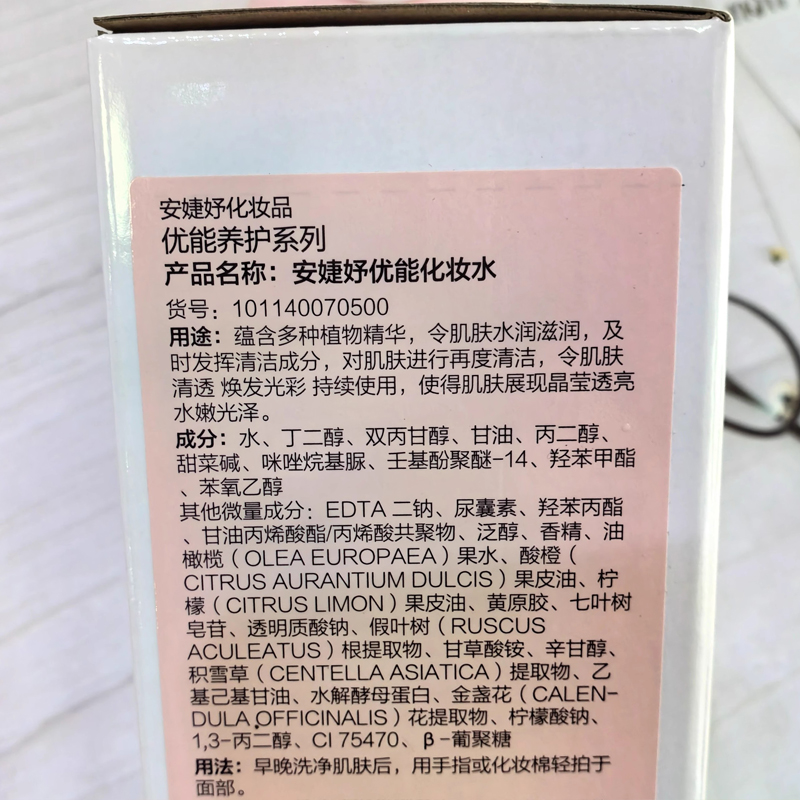 安婕妤化妆品
优能养护系列
产品名称：安婕妤优能化妆水
货号：101140070500
用途：蕴含多种植物精华，令肌肤水润滋润，及
时发挥清洁成分，对肌肤进行再度清洁，令肌肤
清透 焕发光彩 持续使用，使得肌肤展现晶莹透亮
水嫩光泽。
成分：水、丁二醇、双丙甘醇、甘油、丙二醇、
甜菜碱、咪唑烷基脲、壬基酚聚醚-14、羟苯甲酯
、苯氧乙醇
其他微量成分：EDTA 二钠、尿囊素、羟苯丙酯
、甘油丙烯酸酯/丙烯酸共聚物、泛醇、香精、油
橄榄（OLEA EUROPAEA）果水、酸橙（
CITRUS AURANTIUM DULCIS）果皮油、柠
檬（CITRUS LIMON）果皮油、黄原胶、七叶树
皂苷、透明质酸钠、假叶树（RUSCUS
ACULEATUS）根提取物、甘草酸铵、辛甘醇、
积雪草（CENTELLA ASIATICA）提取物、乙
基己基甘油、水解酵母蛋白、金盏花（CALEN-
DULA OFFICINALIS）花提取物、柠檬酸钠、
1,3-丙二醇、CI 75470、β-葡聚糖
用法：早晚洗净肌肤后，用手指或化妆棉轻拍于
面部。